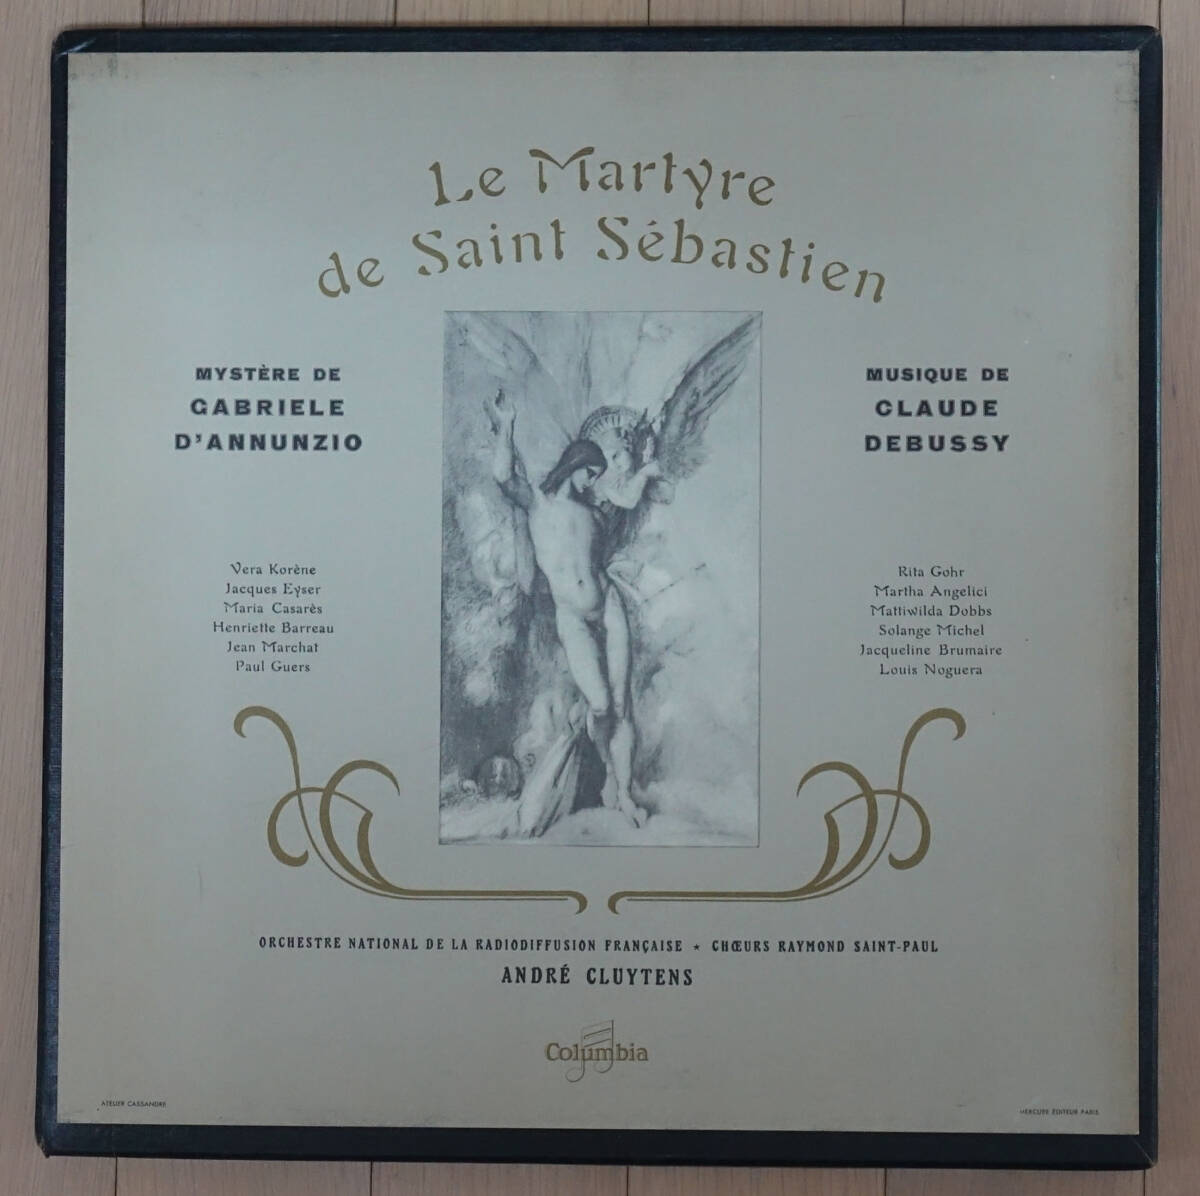 Le Martyre
de Saint Sébastien
MYSTÈRE DE
GABRIELE
D'ANNUNZIO
MUSIQUE DE
CLAUDE
DEBUSSY
Vera Korène
Jacques Eyser
Maria Casarès
Henriette Barreau
Jean Marchat
Paul Guers
Rita Gohr
Martha Angelici
Mattiwilda Dobbs
Solange Michel
Jacqueline Brumaire
Louis Noguera
ORCHESTRE NATIONAL DE LA RADIODIFFUSION FRANÇAISE ★ CHŒURS RAYMOND SAINT-PAUL
ANDRÉ CLUYTENS
Columbia
ATELIER CASSANDRE
MERCURE ÉDITEUR PARIS